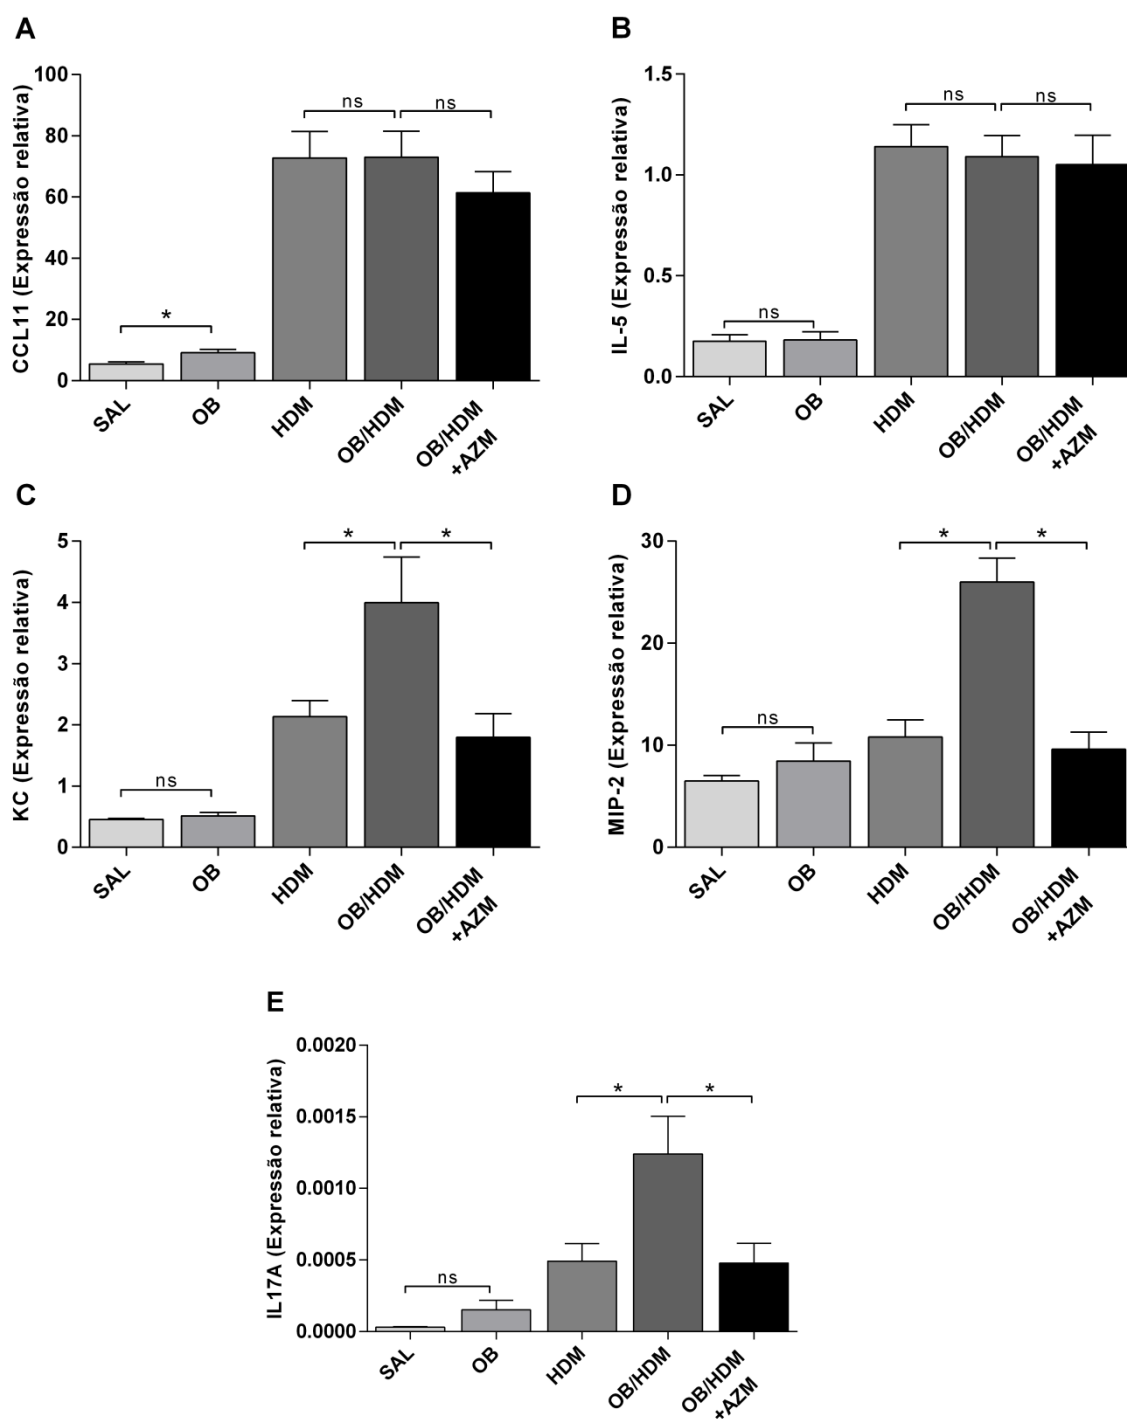 A
CCL11 (Expressão relativa)
100
80
60
40
20
0
ns
ns
*
SAL
OB
HDM
OB/HDM
OB/HDM
+AZM
B
IL-5 (Expressão relativa)
1.5
1.0
0.5
0.0
ns
ns
ns
SAL
OB
HDM
OB/HDM
OB/HDM
+AZM
C
KC (Expressão relativa)
5
4
3
2
1
0
*
*
ns
SAL
OB
HDM
OB/HDM
OB/HDM
+AZM
D
MIP-2 (Expressão relativa)
30
20
10
0
*
*
ns
SAL
OB
HDM
OB/HDM
OB/HDM
+AZM
E
IL17A (Expressão relativa)
0.0020
0.0015
0.0010
0.0005
0.0000
*
*
ns
SAL
OB
HDM
OB/HDM
OB/HDM
+AZM